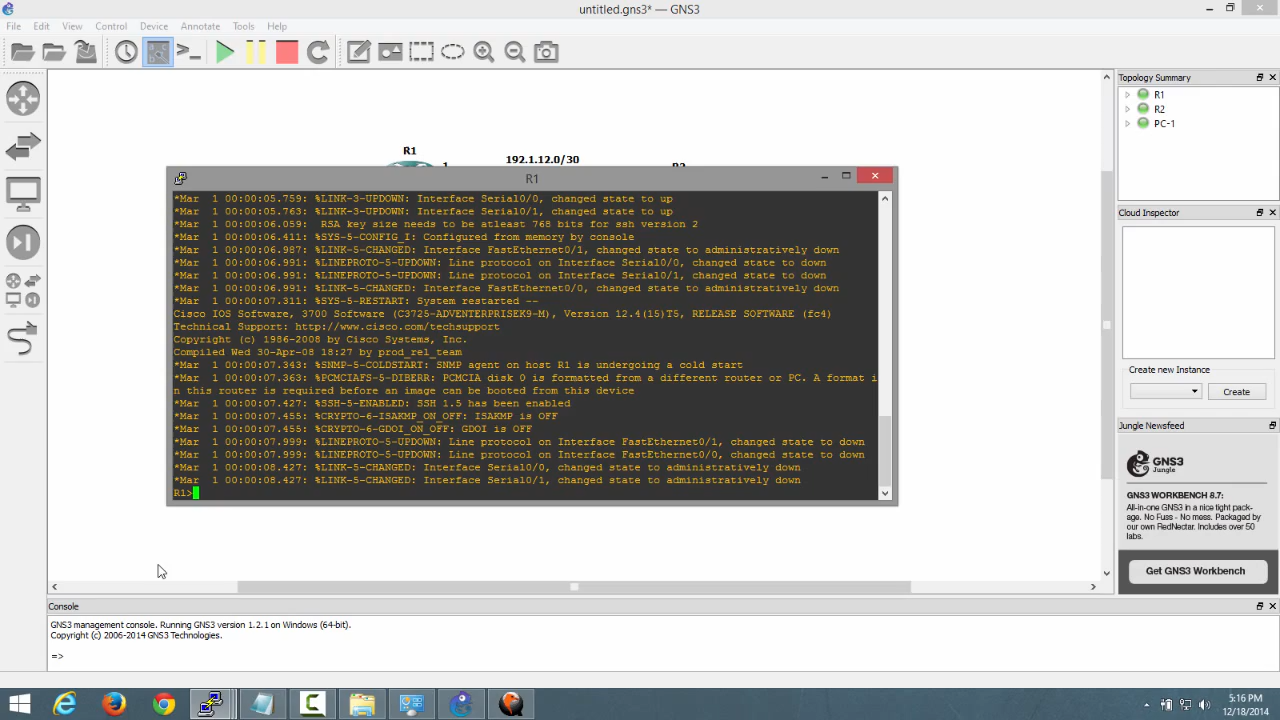 untitled.gns3* — GNS3
File Edit View Control Device Annotate Tools Help
Topology Summary
R1
R2
PC-1
R1
192.1.12.0/30
R1
*Mar  1 00:00:05.759: %LINK-3-UPDOWN: Interface Serial0/0, changed state to up
*Mar  1 00:00:05.763: %LINK-3-UPDOWN: Interface Serial0/1, changed state to up
*Mar  1 00:00:06.059:  RSA key size needs to be atleast 768 bits for ssh version 2
*Mar  1 00:00:06.411: %SYS-5-CONFIG_I: Configured from memory by console
*Mar  1 00:00:06.987: %LINK-5-CHANGED: Interface FastEthernet0/1, changed state to administratively down
*Mar  1 00:00:06.991: %LINEPROTO-5-UPDOWN: Line protocol on Interface Serial0/0, changed state to down
*Mar  1 00:00:06.991: %LINEPROTO-5-UPDOWN: Line protocol on Interface Serial0/1, changed state to down
*Mar  1 00:00:06.991: %LINK-5-CHANGED: Interface FastEthernet0/0, changed state to administratively down
*Mar  1 00:00:07.311: %SYS-5-RESTART: System restarted --
Cisco IOS Software, 3700 Software (C3725-ADVENTERPRISEK9-M), Version 12.4(15)T5, RELEASE SOFTWARE (fc4)
Technical Support: http://www.cisco.com/techsupport
Copyright (c) 1986-2008 by Cisco Systems, Inc.
Compiled Wed 30-Apr-08 18:27 by prod_rel_team
*Mar  1 00:00:07.343: %SNMP-5-COLDSTART: SNMP agent on host R1 is undergoing a cold start
*Mar  1 00:00:07.363: %PCMCIAFS-5-DIBERR: PCMCIA disk 0 is formatted from a different router or PC. A format i
n this router is required before an image can be booted from this device
*Mar  1 00:00:07.427: %SSH-5-ENABLED: SSH 1.5 has been enabled
*Mar  1 00:00:07.455: %CRYPTO-6-ISAKMP_ON_OFF: ISAKMP is OFF
*Mar  1 00:00:07.455: %CRYPTO-6-GDOI_ON_OFF: GDOI is OFF
*Mar  1 00:00:07.999: %LINEPROTO-5-UPDOWN: Line protocol on Interface FastEthernet0/1, changed state to down
*Mar  1 00:00:07.999: %LINEPROTO-5-UPDOWN: Line protocol on Interface FastEthernet0/0, changed state to down
*Mar  1 00:00:08.427: %LINK-5-CHANGED: Interface Serial0/0, changed state to administratively down
*Mar  1 00:00:08.427: %LINK-5-CHANGED: Interface Serial0/1, changed state to administratively down
R1>
Cloud Inspector
Create new Instance
Create
Jungle Newsfeed
GNS3
Jungle
GNS3 WORKBENCH 8.7:
All-in-one GNS3 in a nice tight pack-
age. No Fuss - No mess. Packaged by
our own RedNectar. Includes over 50
labs.
Get GNS3 Workbench
Console
GNS3 management console. Running GNS3 version 1.2.1 on Windows (64-bit).
Copyright (c) 2006-2014 GNS3 Technologies.
=>
5:16 PM
12/18/2014